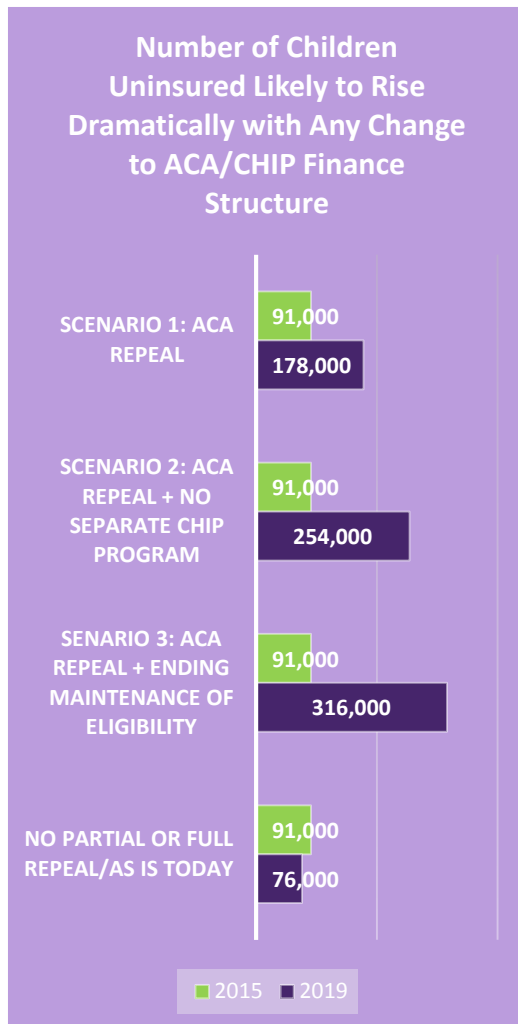 Number of Children
Uninsured Likely to Rise
Dramatically with Any Change
to ACA/CHIP Finance
Structure
SCENARIO 1: ACA
REPEAL
91,000
178,000
SCENARIO 2: ACA
REPEAL + NO
SEPARATE CHIP
PROGRAM
91,000
254,000
SENARIO 3: ACA
REPEAL + ENDING
MAINTENANCE OF
ELIGIBILITY
91,000
316,000
NO PARTIAL OR FULL
REPEAL/AS IS TODAY
91,000
76,000
2015 2019